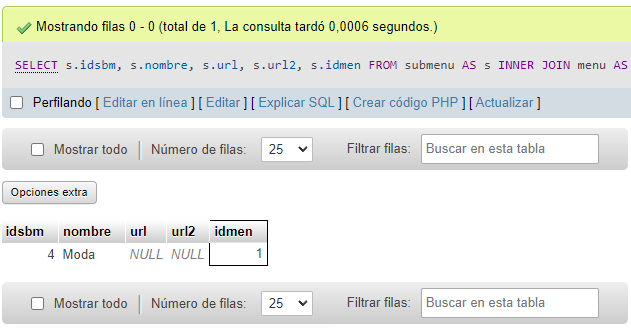 Mostrando filas 0 - 0 (total de 1, La consulta tardó 0,0006 segundos.)
SELECT s.idsbm, s.nombre, s.url, s.url2, s.idmen FROM submenu AS s INNER JOIN menu AS
Perfilando [ Editar en línea ] [ Editar ] [ Explicar SQL ] [ Crear código PHP ] [ Actualizar ]
Mostrar todo Número de filas: 25 Filtrar filas: Buscar en esta tabla
Opciones extra
idsbm nombre url url2 idmen
4 Moda NULL NULL 1
Mostrar todo Número de filas: 25 Filtrar filas: Buscar en esta tabla